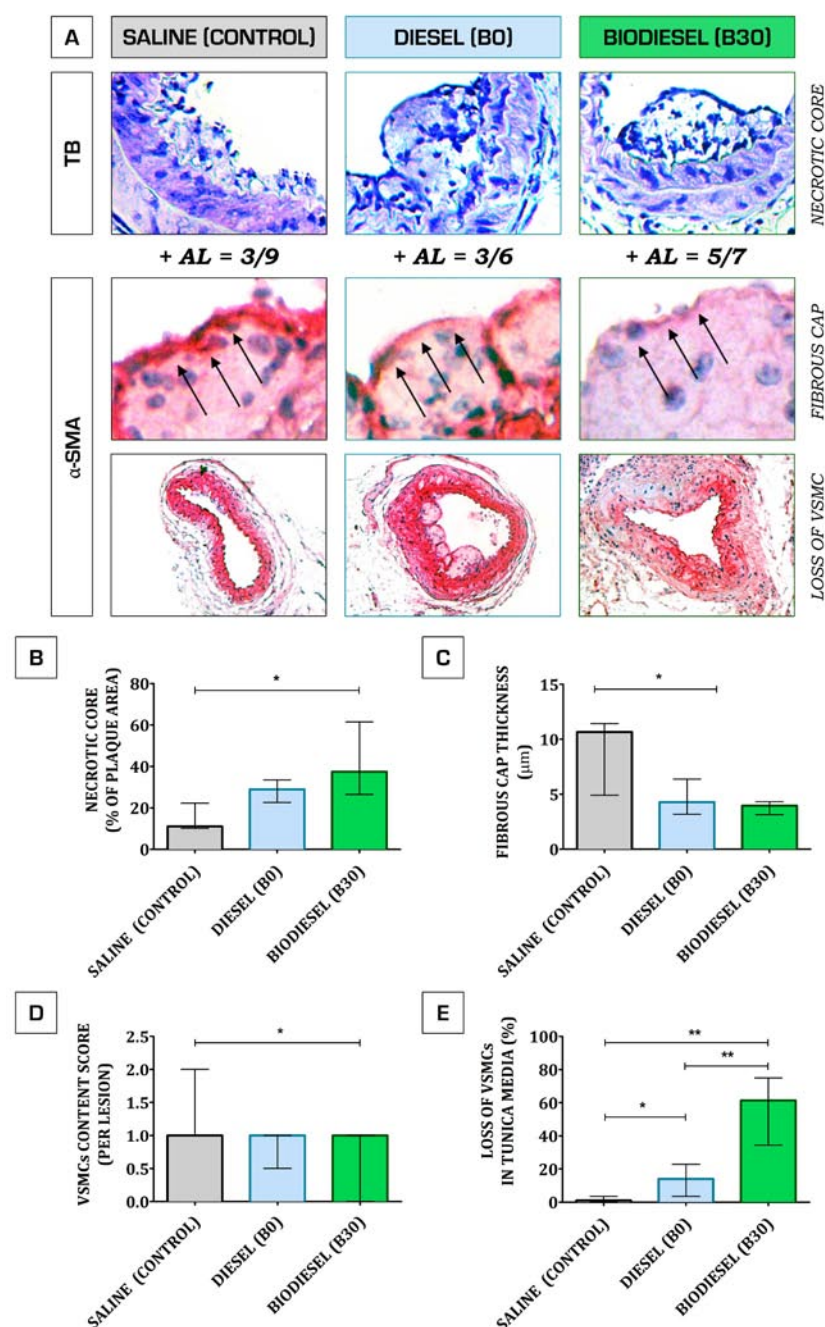 A
SALINE (CONTROL)
DIESEL (B0)
BIODIESEL (B30)
TB
NECROTIC CORE
+ AL = 3/9
+ AL = 3/6
+ AL = 5/7
α-SMA
FIBROUS CAP
LOSS OF VSMC
B
NECROTIC CORE
(% OF PLAQUE AREA)
80
60
40
20
0
*
SALINE (CONTROL)
DIESEL (B0)
BIODIESEL (B30)
C
FIBROUS CAP THICKNESS
(μm)
15
10
5
0
*
SALINE (CONTROL)
DIESEL (B0)
BIODIESEL (B30)
D
VSMCs CONTENT SCORE
(PER LESION)
2.5
2.0
1.5
1.0
0.5
0.0
*
SALINE (CONTROL)
DIESEL (B0)
BIODIESEL (B30)
E
LOSS OF VSMCs
IN TUNICA MEDIA (%)
100
80
60
40
20
0
**
**
*
SALINE (CONTROL)
DIESEL (B0)
BIODIESEL (B30)